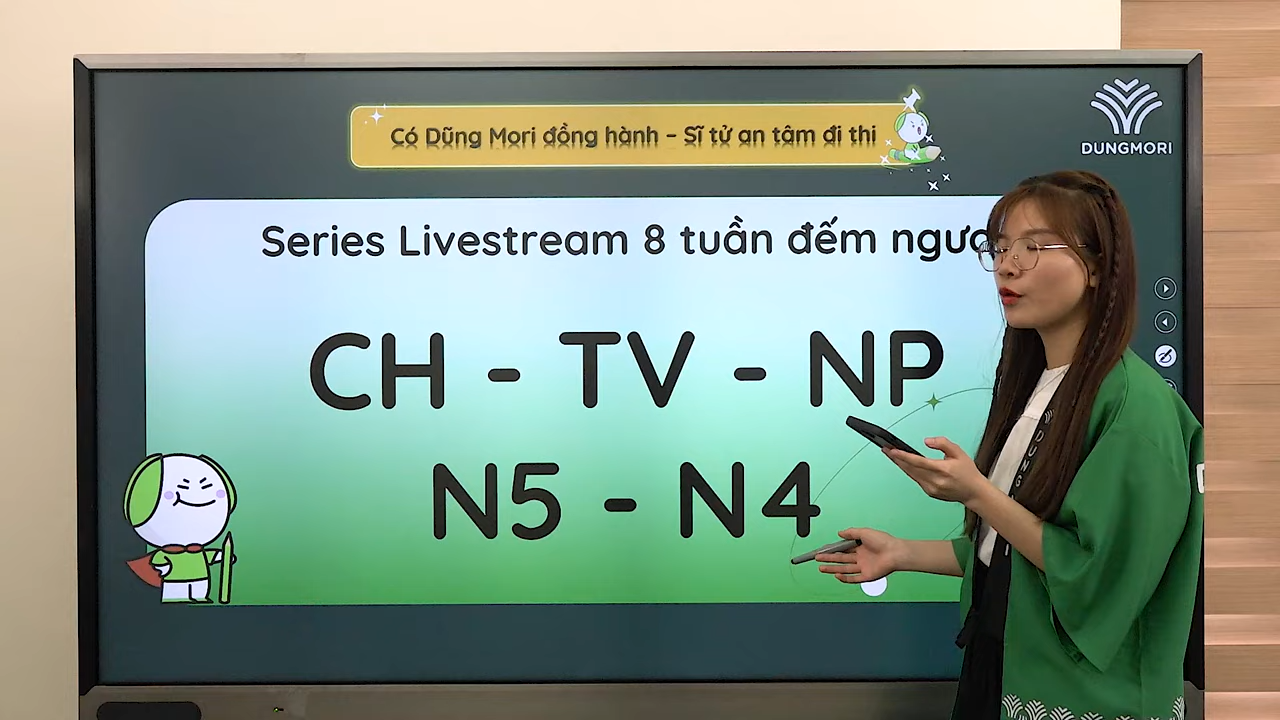 Có Dũng Mori đồng hành - Sĩ tử an tâm đi thi
DUNGMORI
Series Livestream 8 tuần đếm
CH - TV - NP
N5 - N4